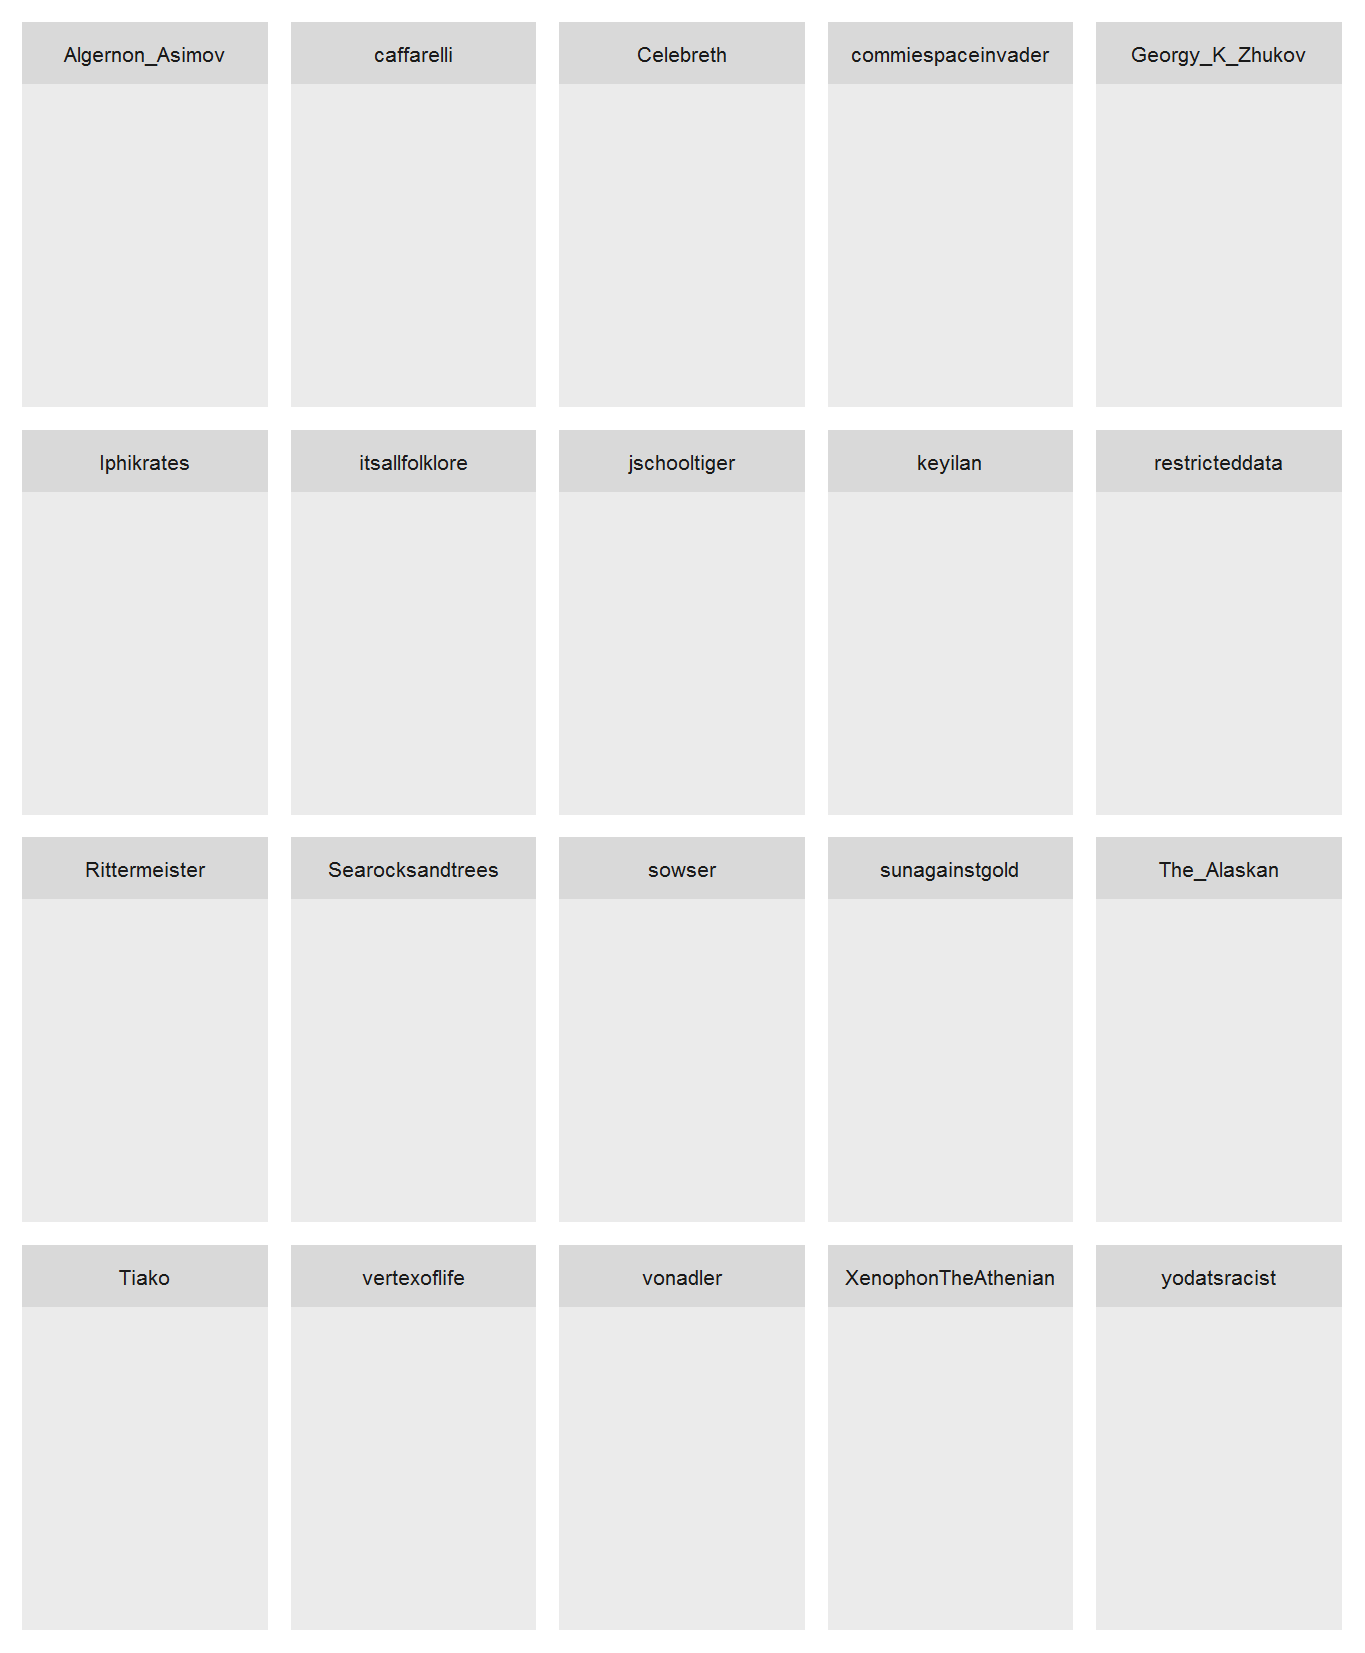 Algernon_Asimov
caffarelli
Celebreth
commiespaceinvader
Georgy_K_Zhukov
Iphikrates
itsallfolklore
jschooltiger
keyilan
restricteddata
Rittermeister
Searocksandtrees
sowser
sunagainstgold
The_Alaskan
Tiako
vertexoflife
vonadler
XenophonTheAthenian
yodatsracist